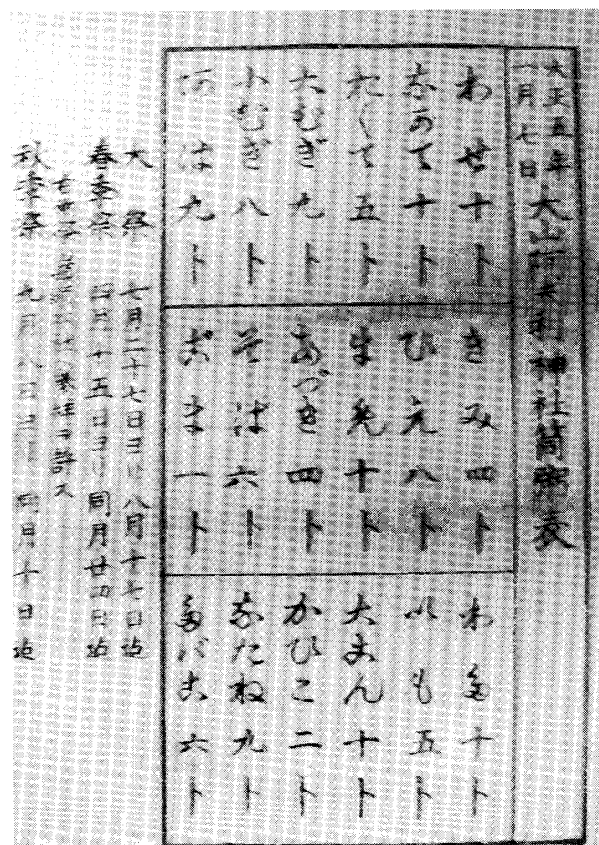 大正五年
一月七日
大山阿夫利神社筒粥表
わせ十ト
なかて十ト
おくて五ト
大むぎ九ト
小むぎ八ト
あは九ト
きみ四ト
ひえ八ト
まめ十ト
あづき四ト
そば六ト
ごま一ト
わた十ト
いも五ト
大こん十ト
かひこ二ト
なたね九ト
たばこ六ト
大祭 七月二十七日ヨリ 八月十七日迄
春季祭 十五日ヨリ 同月廿四日迄
ヲ許ス
秋季祭 九月八日ヨリ 同月十日迄